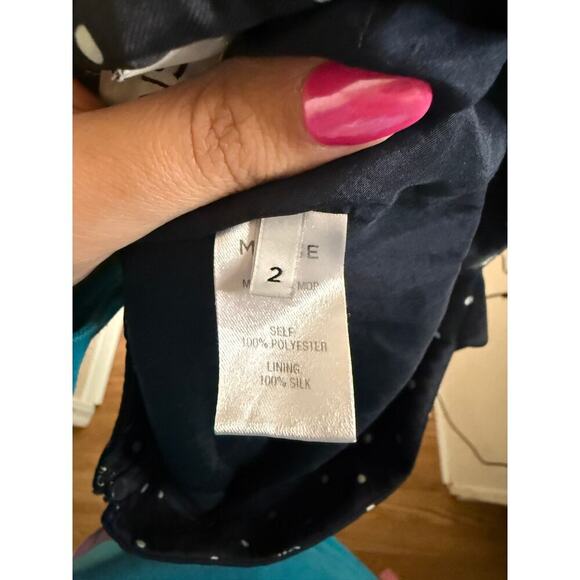 2
SELF
100% POLYESTER
LINING
100% SILK